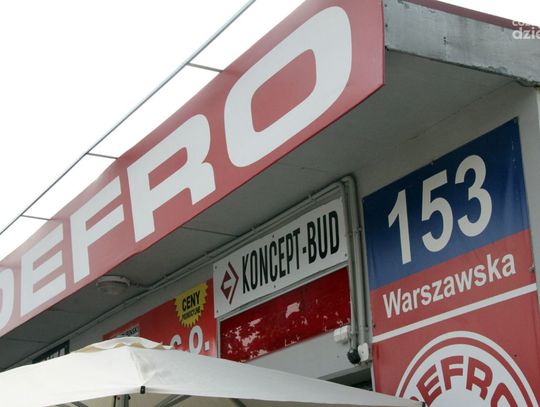 DEFRO
KONCEPT-BUD
153
Warszawska
CENY
DEFRO